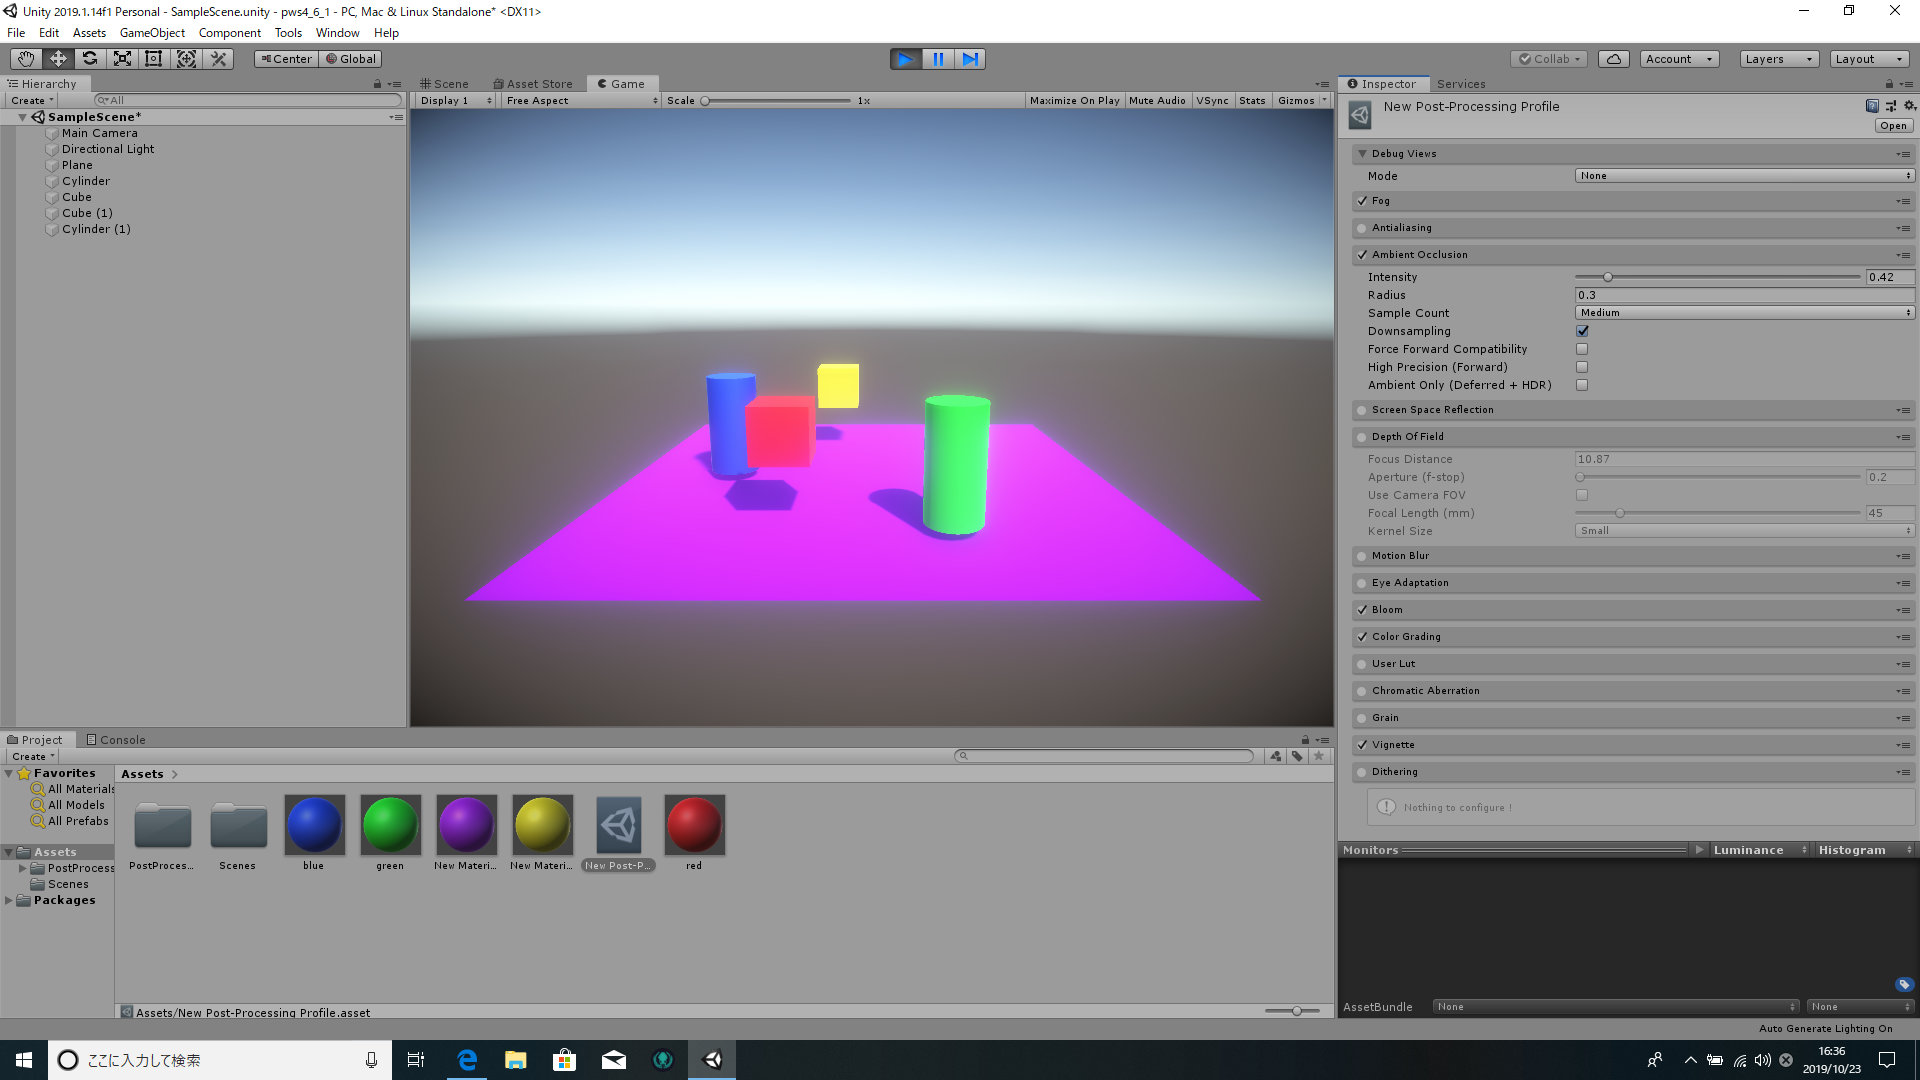 Unity 2019.1.14f1 Personal - SampleScene.unity - pws4_6_1 - PC, Mac & Linux Standalone* <DX11>
File Edit Assets GameObject Component Tools Window Help
Center Global Collab Account Layers Layout
Hierarchy
Create All
SampleScene*
Main Camera
Directional Light
Plane
Cylinder
Cube
Cube (1)
Cylinder (1)
Scene Asset Store Game
Display 1 Free Aspect Scale 1x Maximize On Play Mute Audio VSync Stats Gizmos
Inspector Services
New Post-Processing Profile
Open
Debug Views
Mode None
Fog
Antialiasing
Ambient Occlusion
Intensity 0.42
Radius 0.3
Sample Count Medium
Downsampling
Force Forward Compatibility
High Precision (Forward)
Ambient Only (Deferred + HDR)
Screen Space Reflection
Depth Of Field
Focus Distance 10.87
Aperture (f-stop) 0.2
Use Camera FOV
Focal Length (mm) 45
Kernel Size Small
Motion Blur
Eye Adaptation
Bloom
Color Grading
User Lut
Chromatic Aberration
Grain
Vignette
Dithering
Nothing to configure !
Monitors Luminance Histogram
AssetBundle None None
Project Console
Create
Favorites
All Materials
All Models
All Prefabs
Assets
PostProcess
Scenes
Packages
Assets
PostProces... Scenes blue green New Materi... New Materi... New Post-P... red
Assets/New Post-Processing Profile.asset
Auto Generate Lighting On
ここに入力して検索
16:36
2019/10/23